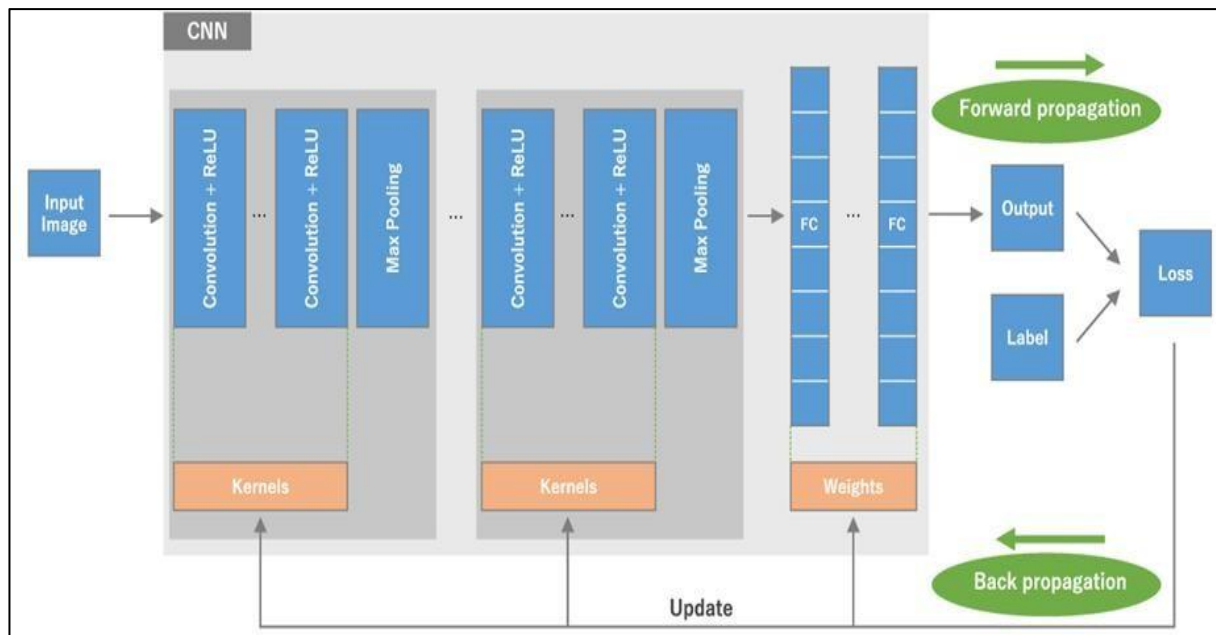 CNN
Forward propagation
Input
Image
Convolution + ReLU
...
Convolution + ReLU
Max Pooling
...
Convolution + ReLU
...
Convolution + ReLU
Max Pooling
FC
...
FC
Output
Label
Loss
Kernels
Kernels
Weights
Back propagation
Update